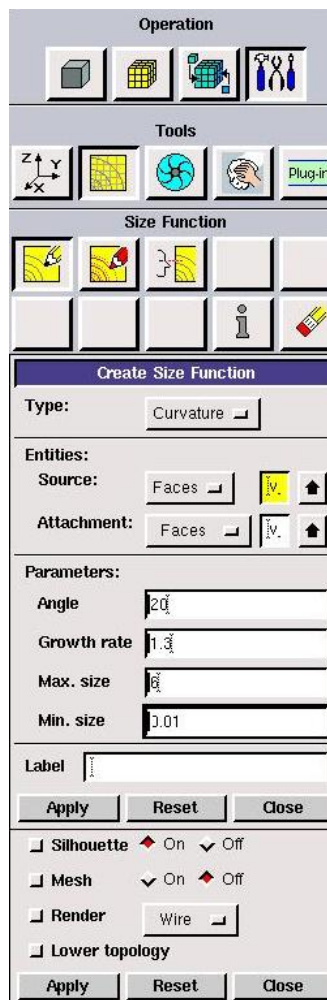 Operation
Tools
Z Y X
Plug-in
Size Function
Create Size Function
Type: Curvature
Entities:
Source: Faces
Attachment: Faces
Parameters:
Angle 20
Growth rate 1.3
Max. size 6
Min. size 0.01
Label
Apply Reset Close
Silhouette On Off
Mesh On Off
Render Wire
Lower topology
Apply Reset Close